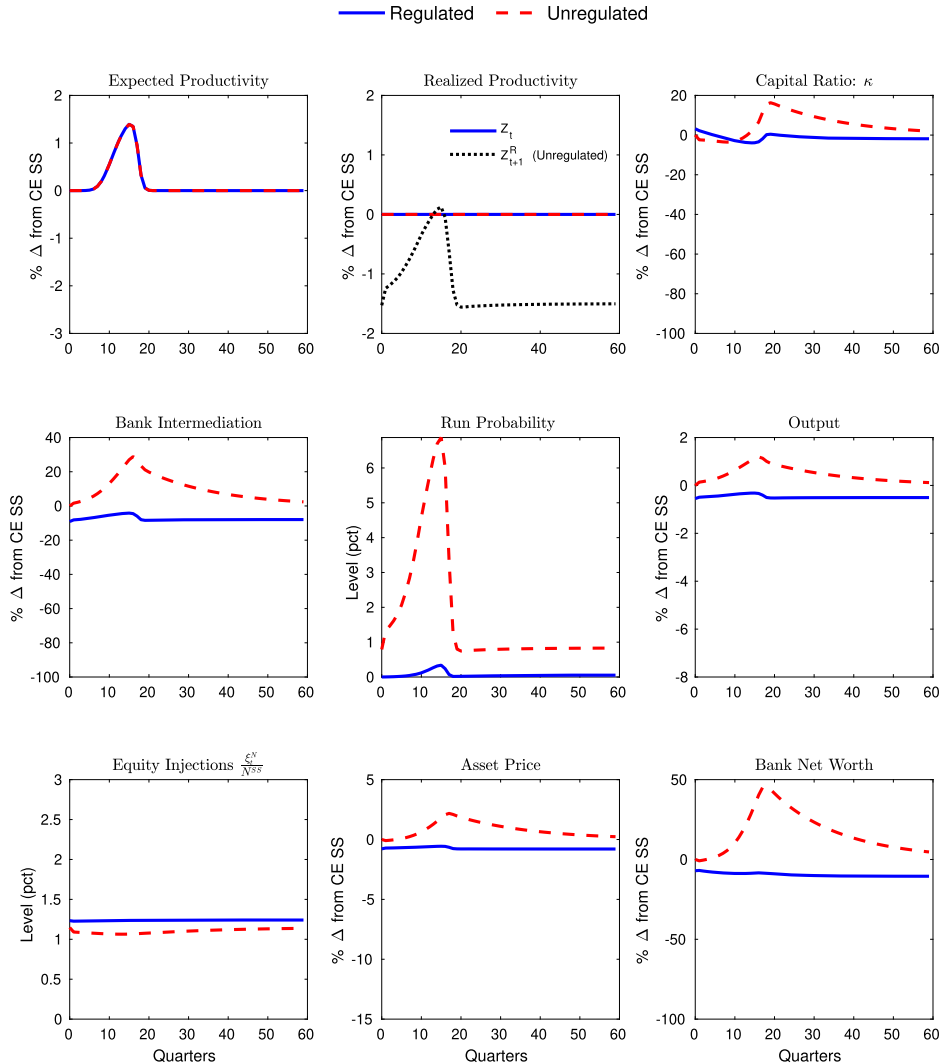 Regulated Unregulated
Expected Productivity Realized Productivity Capital Ratio: κ
% Δ from CE SS
2
1
0
-1
-2
-3
0 10 20 30 40 50 60
% Δ from CE SS
2
1
0
-1
-2
Z_t
Z^R_{t+1} (Unregulated)
0 20 40 60
% Δ from CE SS
20
0
-20
-40
-60
-80
-100
0 10 20 30 40 50 60
Bank Intermediation Run Probability Output
% Δ from CE SS
40
20
0
-20
-40
-60
-80
-100
0 10 20 30 40 50 60
Level (pct)
6
5
4
3
2
1
0
0 10 20 30 40 50 60
% Δ from CE SS
2
0
-2
-4
-6
-8
0 10 20 30 40 50 60
Equity Injections ξ^N_t/N^{SS} Asset Price Bank Net Worth
Level (pct)
3
2.5
2
1.5
1
0.5
0
0 10 20 30 40 50 60
Quarters
% Δ from CE SS
5
0
-5
-10
-15
0 10 20 30 40 50 60
Quarters
% Δ from CE SS
50
0
-50
-100
0 10 20 30 40 50 60
Quarters